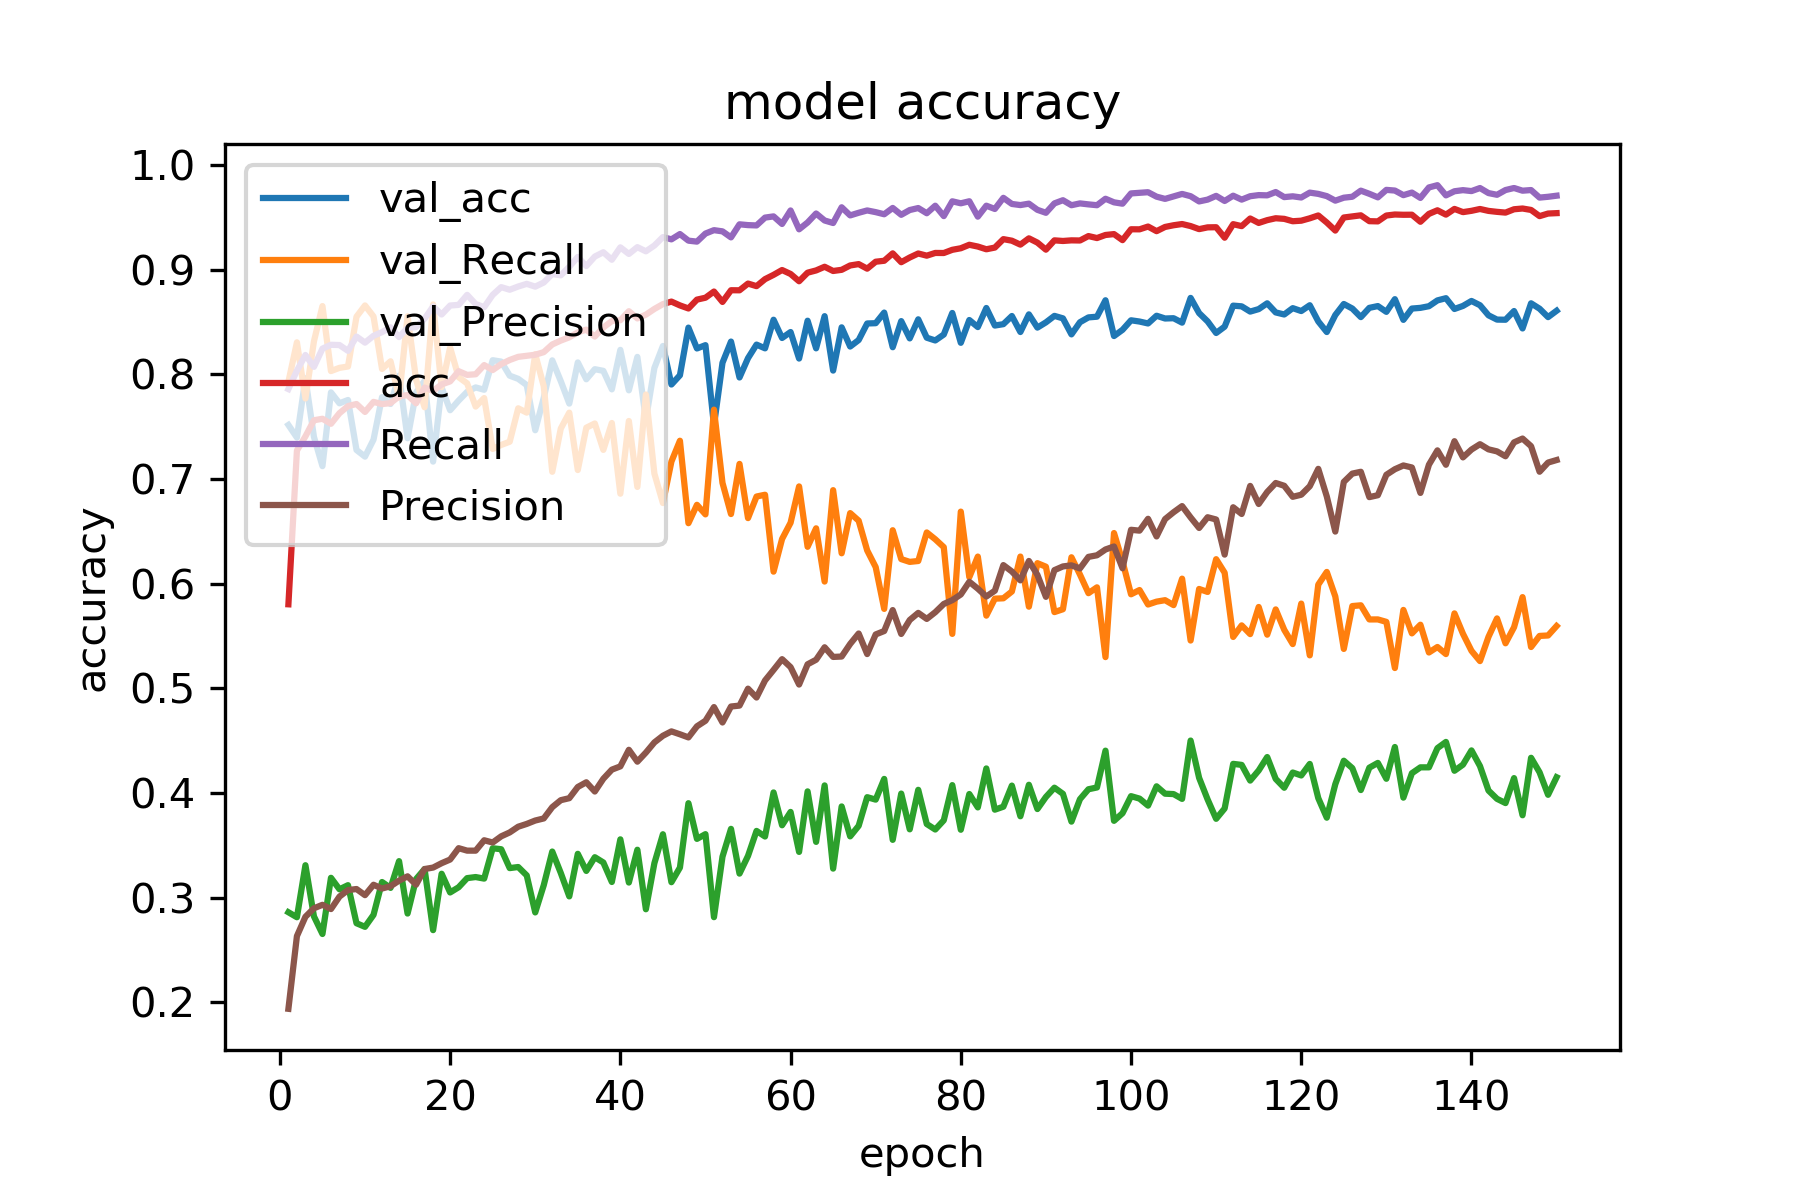 model accuracy
val_acc
val_Recall
val_Precision
acc
Recall
Precision
accuracy
1.0
0.9
0.8
0.7
0.6
0.5
0.4
0.3
0.2
0 20 40 60 80 100 120 140
epoch